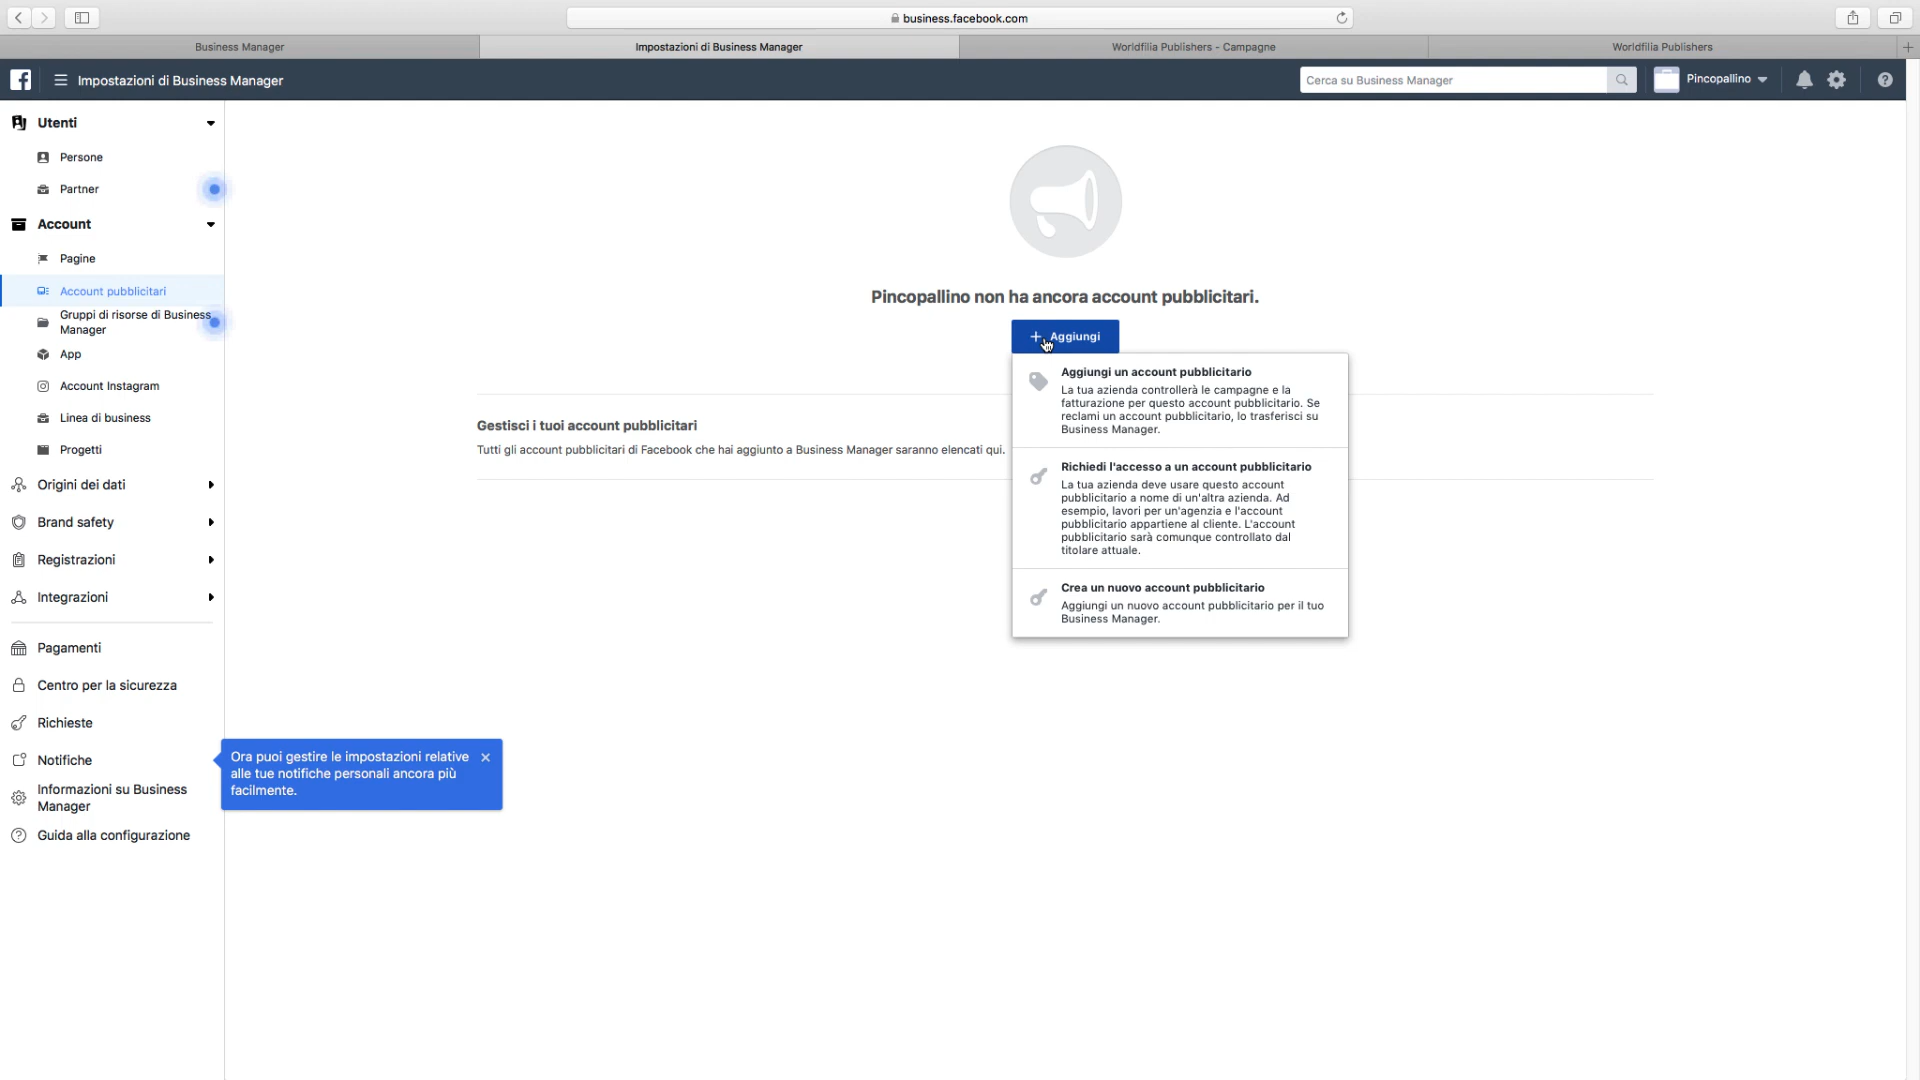 business.facebook.com
Business Manager
Impostazioni di Business Manager
Worldfilia Publishers - Campagne
Worldfilia Publishers
Impostazioni di Business Manager
Cerca su Business Manager
Pincopallino
Utenti
Persone
Partner
Account
Pagine
Account pubblicitari
Gruppi di risorse di Business
Manager
App
Account Instagram
Linea di business
Progetti
Origini dei dati
Brand safety
Registrazioni
Integrazioni
Pagamenti
Centro per la sicurezza
Richieste
Notifiche
Informazioni su Business
Manager
Guida alla configurazione
Ora puoi gestire le impostazioni relative
alle tue notifiche personali ancora più
facilmente.
Pincopallino non ha ancora account pubblicitari.
+ Aggiungi
Gestisci i tuoi account pubblicitari
Tutti gli account pubblicitari di Facebook che hai aggiunto a Business Manager saranno elencati qui.
Aggiungi un account pubblicitario
La tua azienda controllerà le campagne e la
fatturazione per questo account pubblicitario. Se
reclami un account pubblicitario, lo trasferisci su
Business Manager.
Richiedi l'accesso a un account pubblicitario
La tua azienda deve usare questo account
pubblicitario a nome di un'altra azienda. Ad
esempio, lavori per un'agenzia e l'account
pubblicitario appartiene al cliente. L'account
pubblicitario sarà comunque controllato dal
titolare attuale.
Crea un nuovo account pubblicitario
Aggiungi un nuovo account pubblicitario per il tuo
Business Manager.